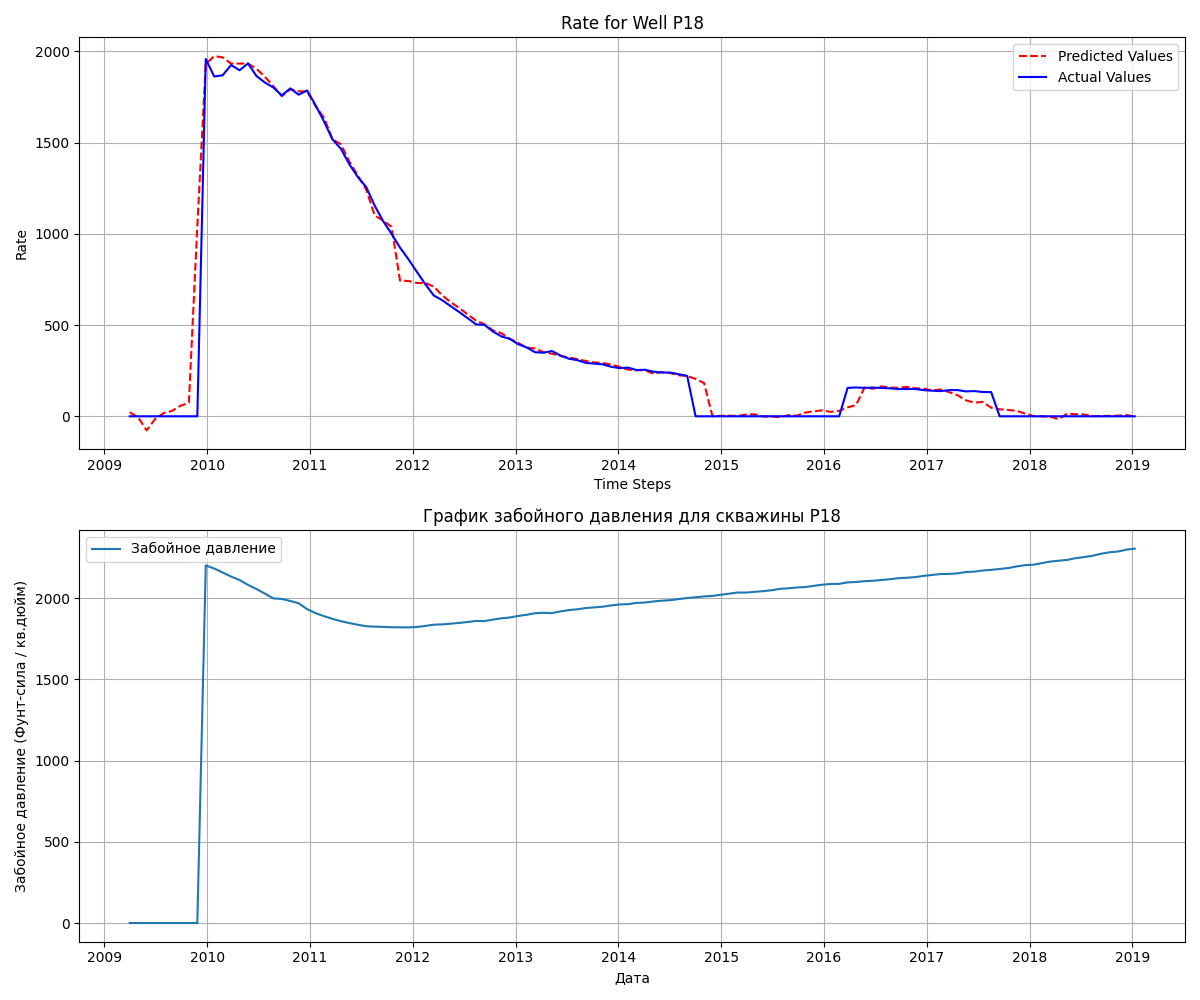 Rate for Well P18
Predicted Values
Actual Values
2000
1500
1000
500
0
Rate
2009 2010 2011 2012 2013 2014 2015 2016 2017 2018 2019
Time Steps
График забойного давления для скважины P18
Забойное давление
2000
1500
1000
500
0
Забойное давление (Фунт-сила / кв.дюйм)
2009 2010 2011 2012 2013 2014 2015 2016 2017 2018 2019
Дата